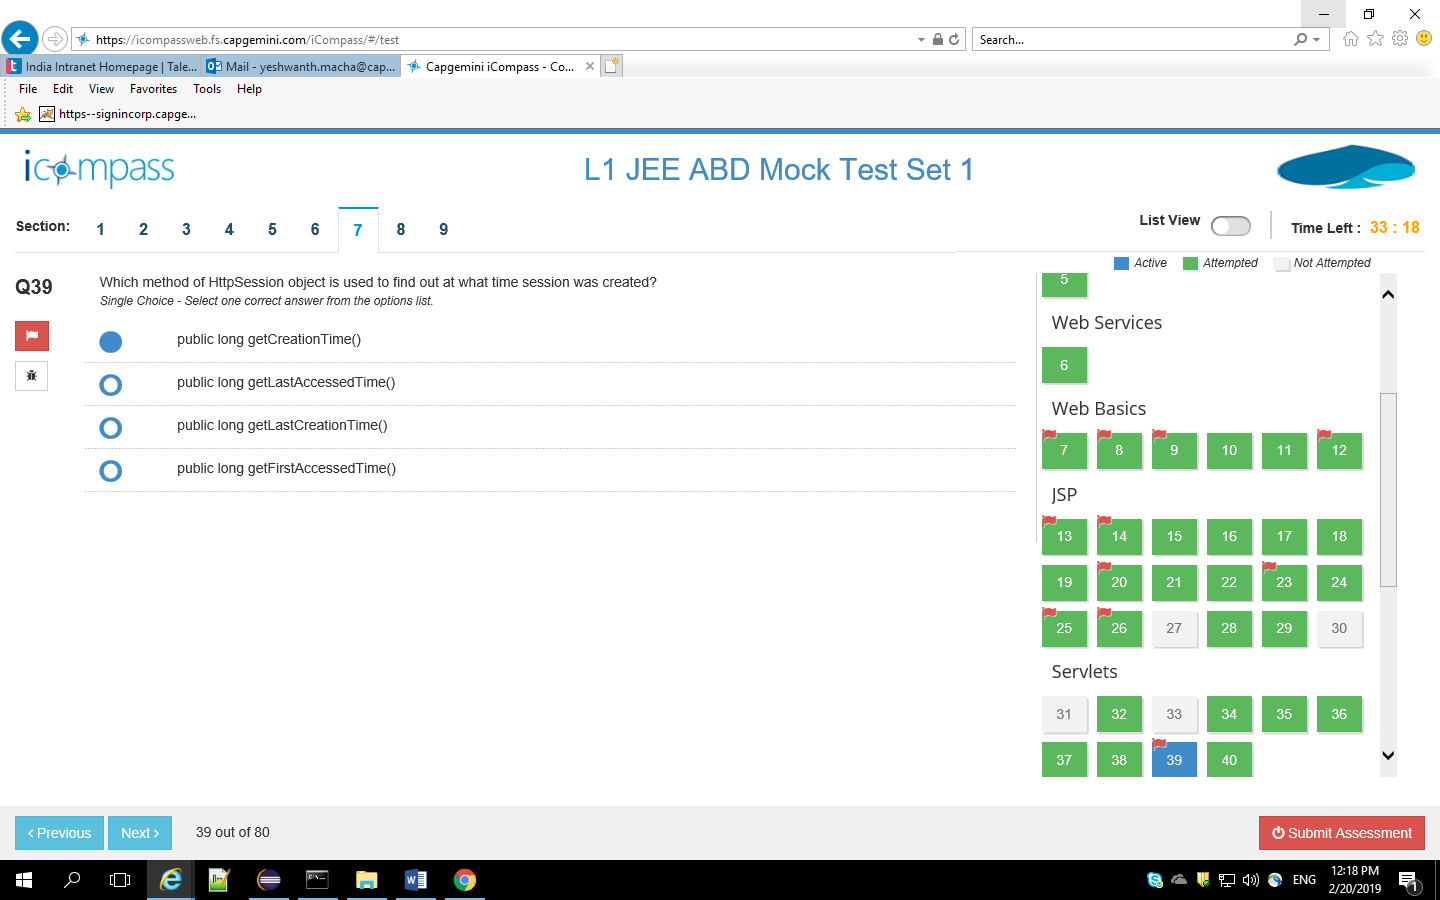 https://icompassweb.fs.capgemini.com/iCompass/#/test
Search...
India Intranet Homepage | Tale...
Mail - yeshwanth.macha@cap...
Capgemini iCompass - Co...
File Edit View Favorites Tools Help
https--signincorp.capge...
icompass
L1 JEE ABD Mock Test Set 1
Section: 1 2 3 4 5 6 7 8 9
List View
Time Left : 33 : 18
Active Attempted Not Attempted
Q39
Which method of HttpSession object is used to find out at what time session was created?
Single Choice - Select one correct answer from the options list.
public long getCreationTime()
public long getLastAccessedTime()
public long getLastCreationTime()
public long getFirstAccessedTime()
5
Web Services
6
Web Basics
7 8 9 10 11 12
JSP
13 14 15 16 17 18
19 20 21 22 23 24
25 26 27 28 29 30
Servlets
31 32 33 34 35 36
37 38 39 40
Previous
Next
39 out of 80
Submit Assessment
ENG
12:18 PM
2/20/2019
1